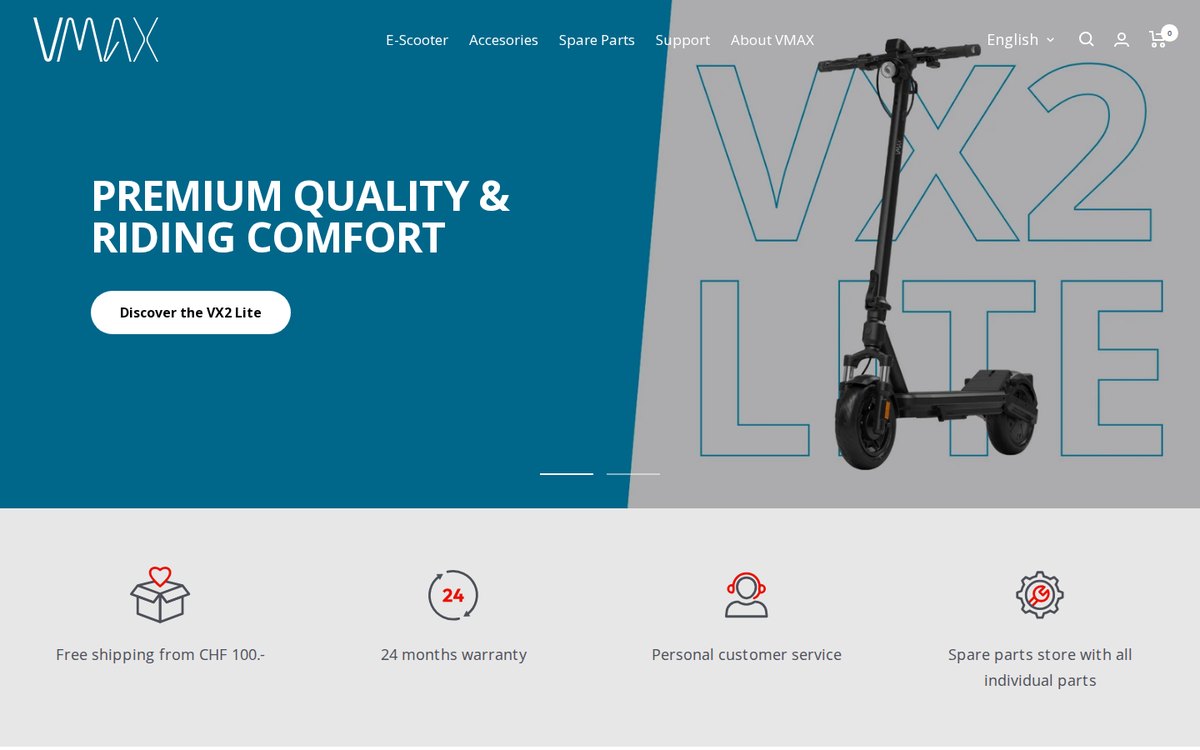 VMAX
E-Scooter
Accesories
Spare Parts
Support
About VMAX
English
0
VX2
LITE
PREMIUM QUALITY &
RIDING COMFORT
Discover the VX2 Lite
Free shipping from CHF 100.-
24
24 months warranty
Personal customer service
Spare parts store with all
individual parts